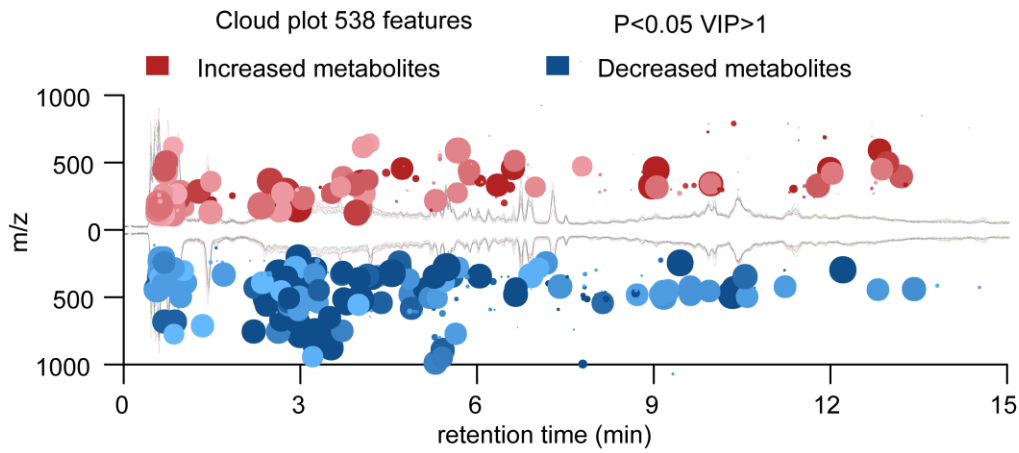 Cloud plot 538 features P<0.05 VIP>1
Increased metabolites Decreased metabolites
1000
500
0
500
1000
m/z
0 3 6 9 12 15
retention time (min)